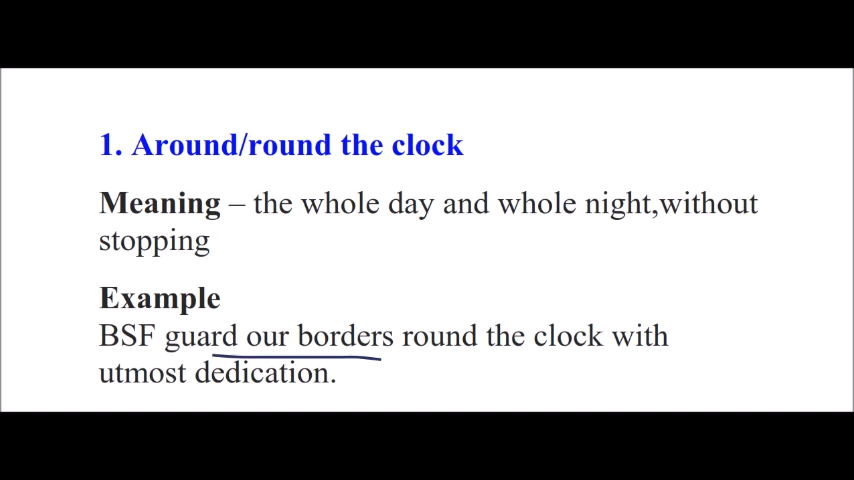 1. Around/round the clock
Meaning – the whole day and whole night,without
stopping
Example
BSF guard our borders round the clock with
utmost dedication.